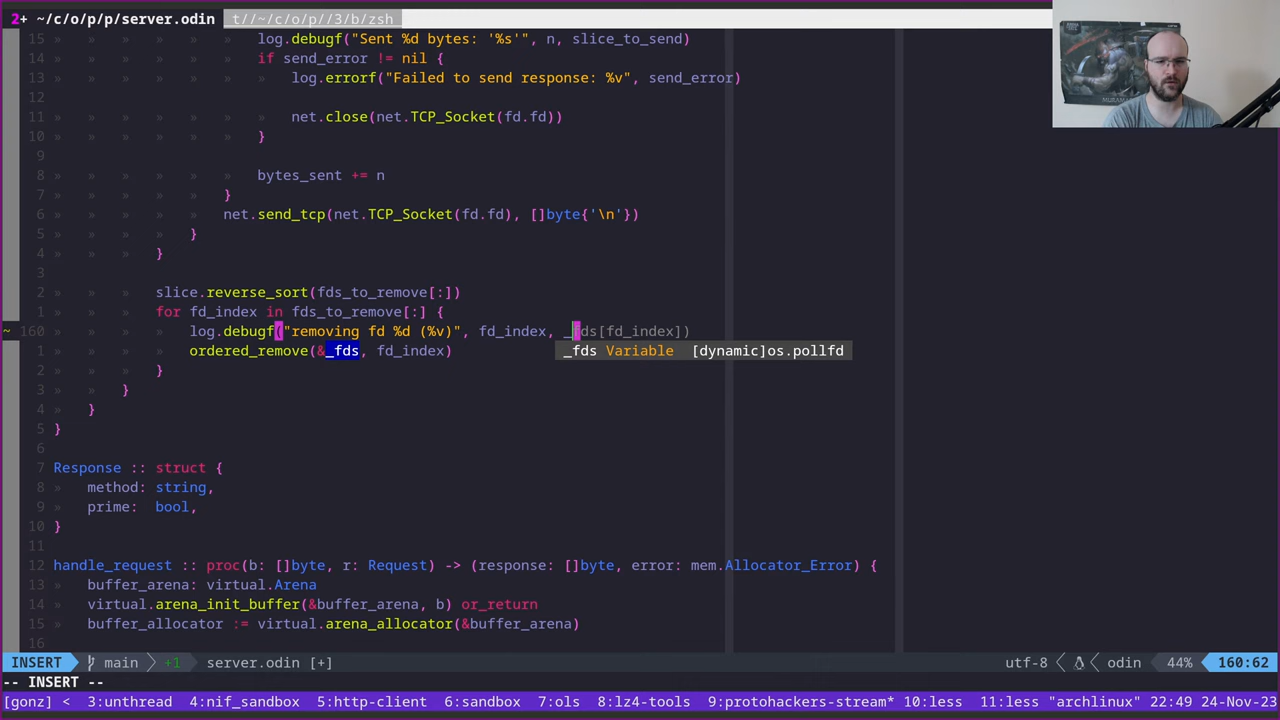 2+ ~/c/o/p/p/server.odin t//~/c/o/p//3/b/zsh
15 » » » » » » log.debugf("Sent %d bytes: '%s'", n, slice_to_send)
14 » » » » » » if send_error != nil {
13 » » » » » » » log.errorf("Failed to send response: %v", send_error)
12
11 » » » » » » » net.close(net.TCP_Socket(fd.fd))
10 » » » » » » }
9
8 » » » » » » bytes_sent += n
7 » » » » » }
6 » » » » » net.send_tcp(net.TCP_Socket(fd.fd), []byte{'\n'})
5 » » » » }
4 » » » }
3
2 » » » slice.reverse_sort(fds_to_remove[:])
1 » » » for fd_index in fds_to_remove[:] {
~ 160 » » » » log.debugf("removing fd %d (%v)", fd_index, _fds[fd_index])
1 » » » » ordered_remove(&_fds, fd_index) _fds Variable [dynamic]os.pollfd
2 » » » }
3 » » }
4 » }
5 }
6
7 Response :: struct {
8 » method: string,
9 » prime: bool,
10 }
11
12 handle_request :: proc(b: []byte, r: Request) -> (response: []byte, error: mem.Allocator_Error) {
13 » buffer_arena: virtual.Arena
14 » virtual.arena_init_buffer(&buffer_arena, b) or_return
15 » buffer_allocator := virtual.arena_allocator(&buffer_arena)
16
INSERT main +1 server.odin [+] utf-8 odin 44% 160:62
-- INSERT --
[gonz] < 3:unthread 4:nif_sandbox 5:http-client 6:sandbox 7:ols 8:lz4-tools 9:protohackers-stream* 10:less 11:less "archlinux" 22:49 24-Nov-23